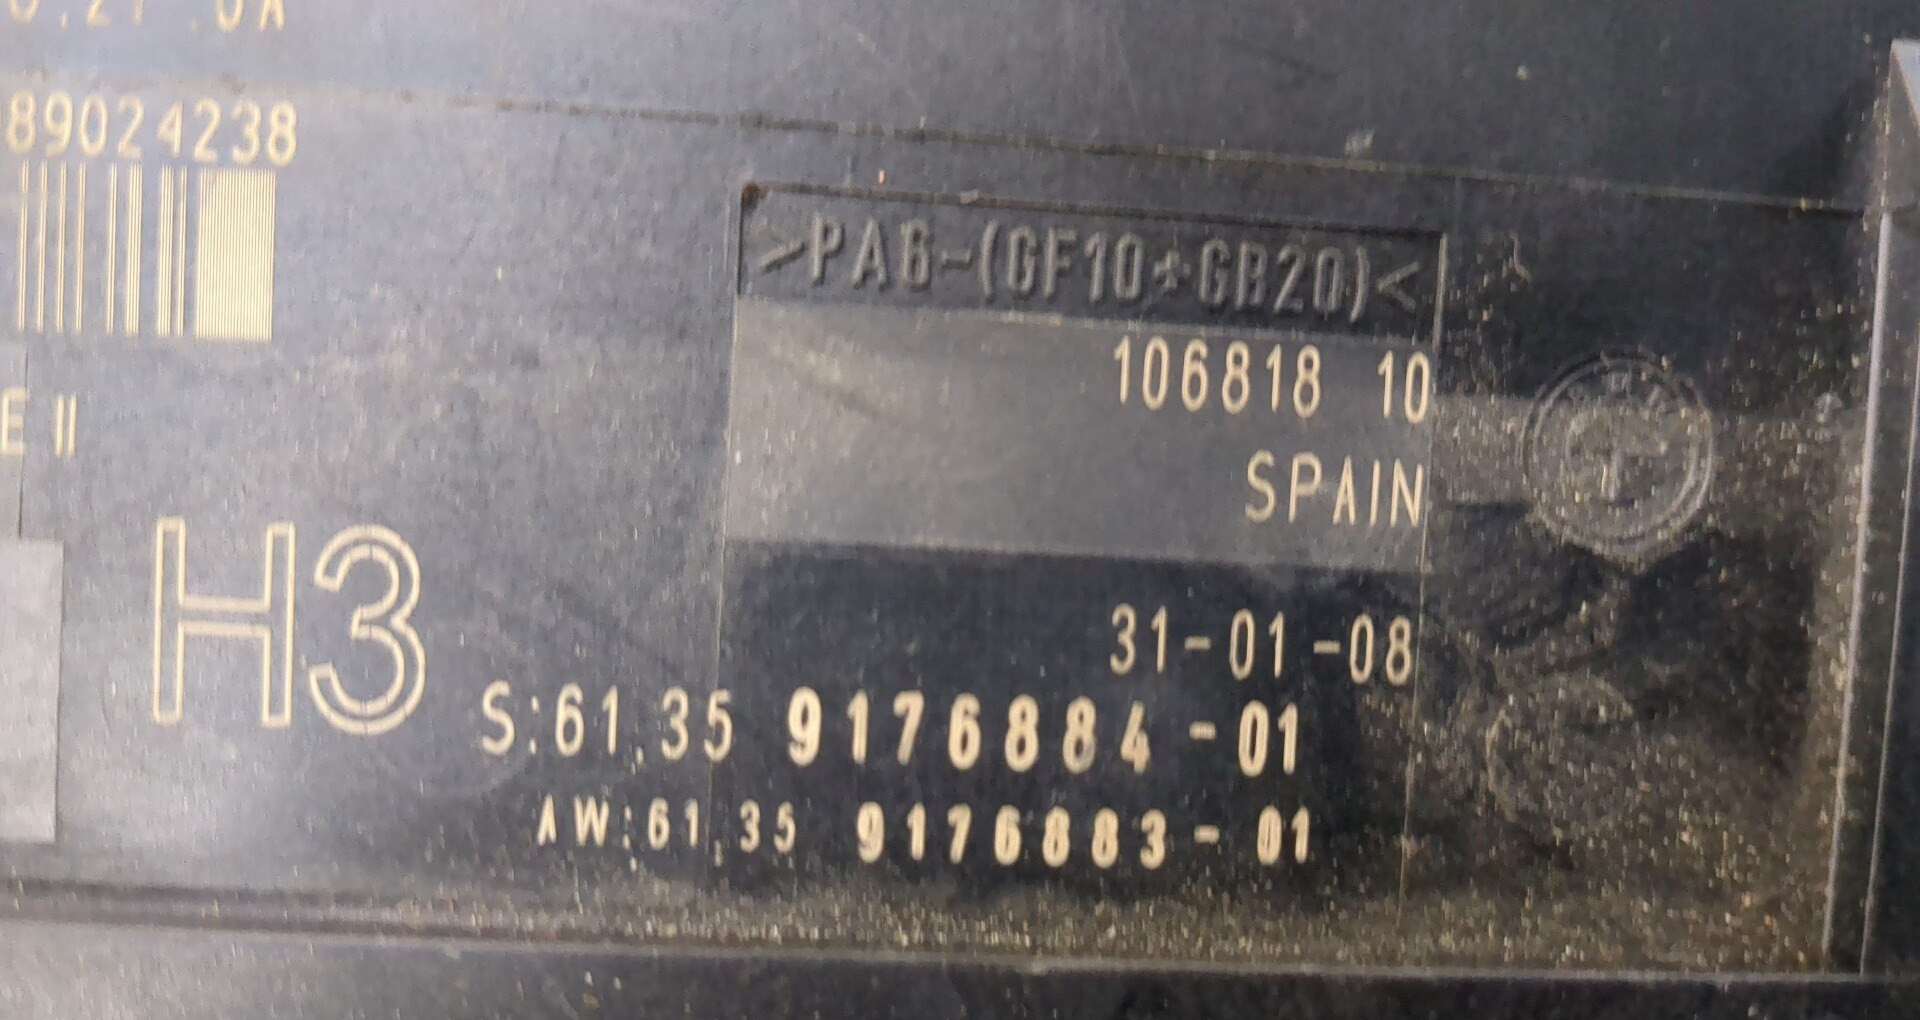 89024238
>PA6-(GF10+GB20)<
106818 10
SPAIN
E II
H3
31-01-08
S:61.35 9176884-01
AW:61.35 9176883-01